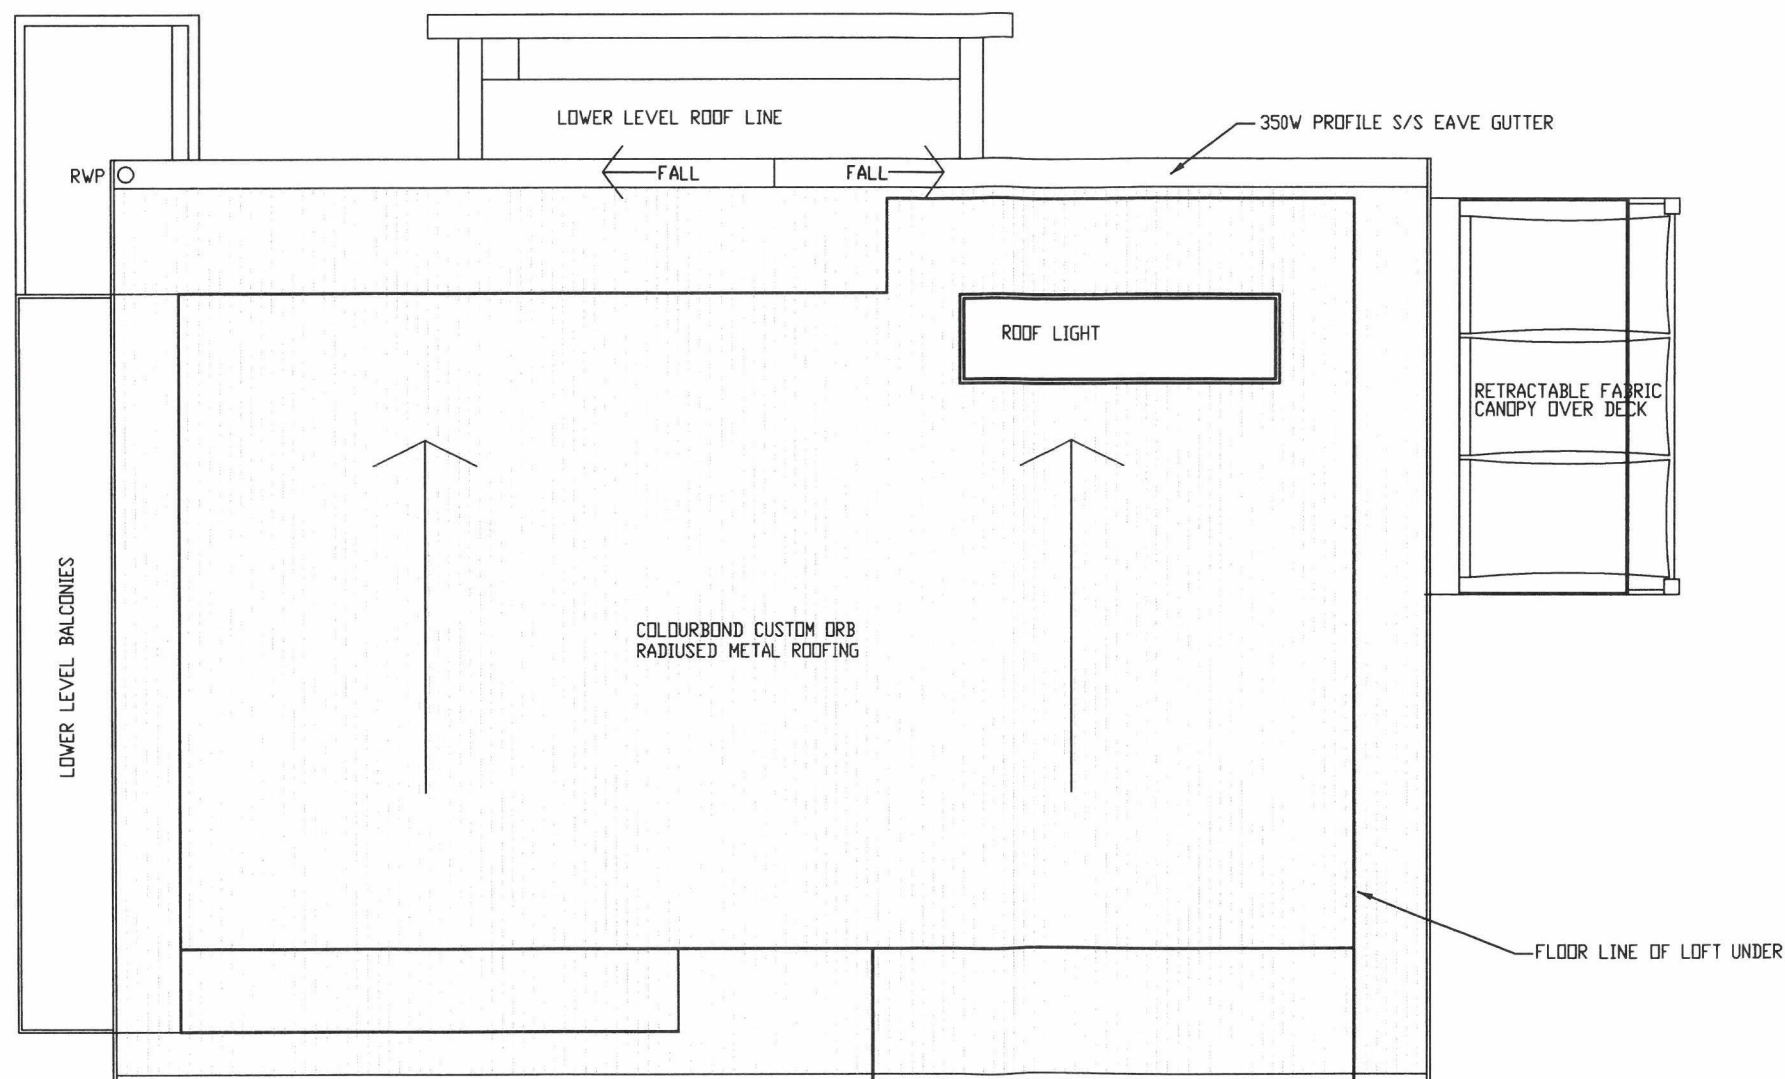 LOWER LEVEL ROOF LINE
350W PROFILE S/S EAVE GUTTER
RWP
FALL
FALL
ROOF LIGHT
RETRACTABLE FABRIC
CANOPY OVER DECK
COLOURBOND CUSTOM ORB
RADIUSED METAL ROOFING
LOWER LEVEL BALCONIES
FLOOR LINE OF LOFT UNDER